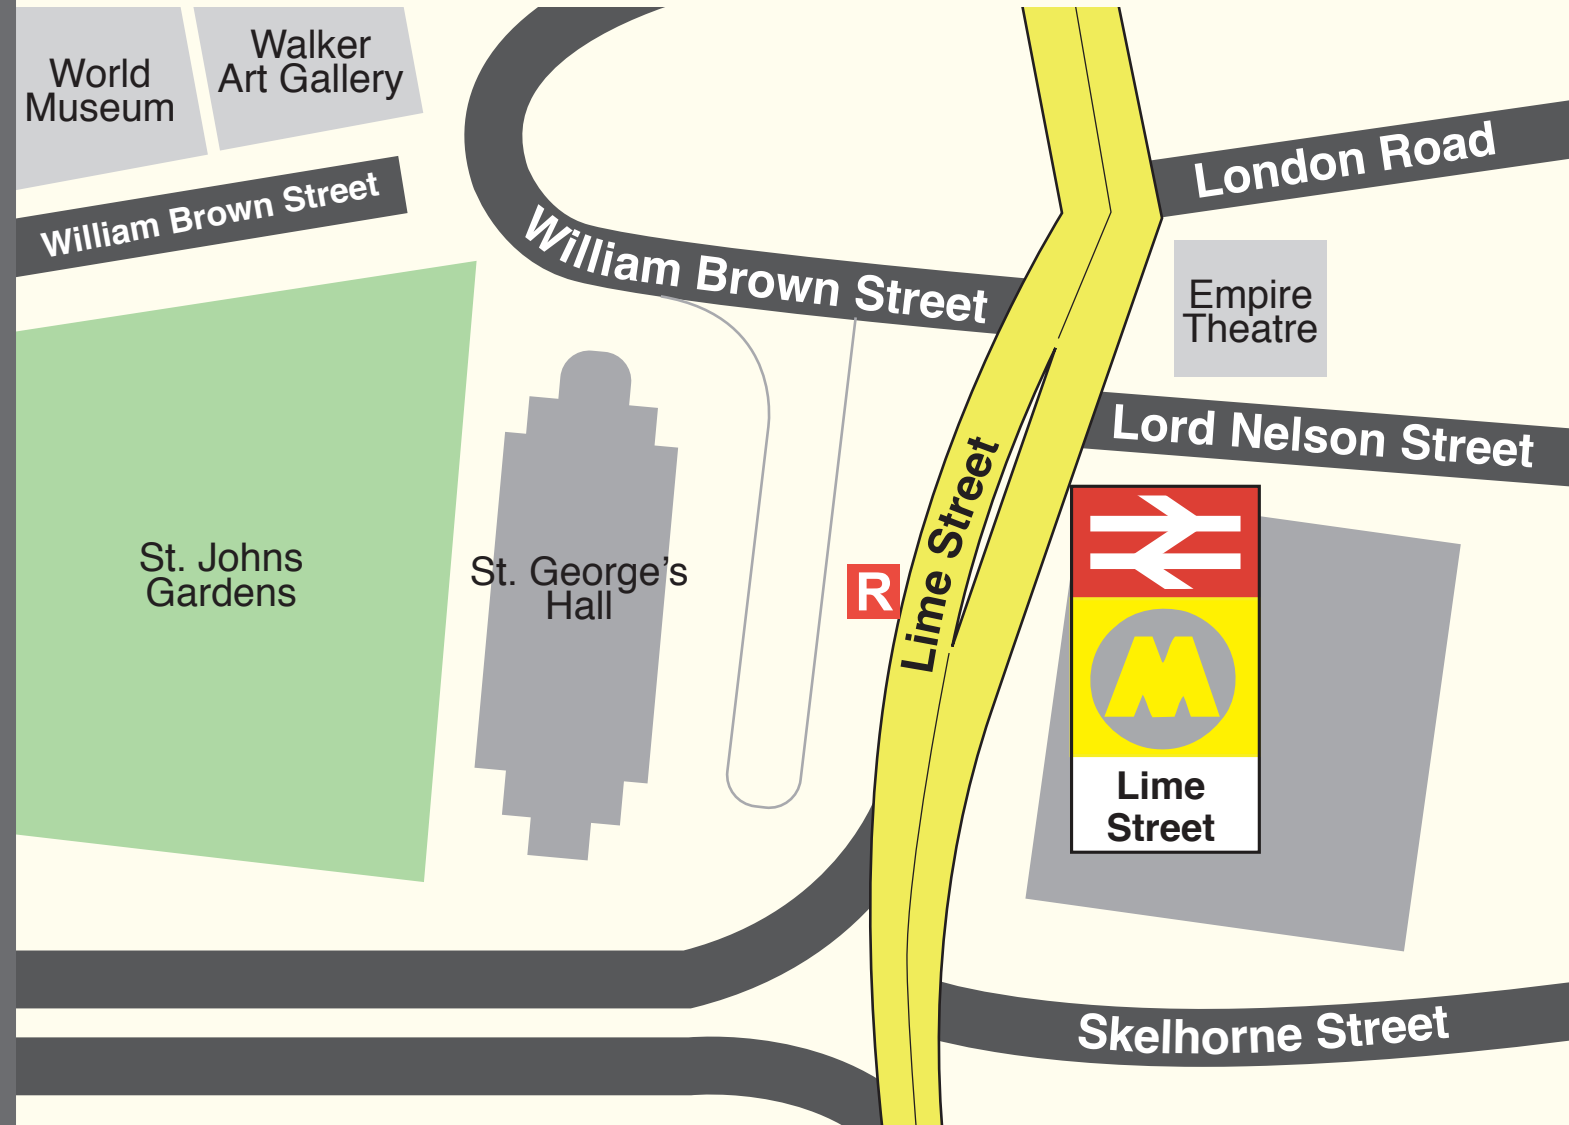 World
Museum
Walker
Art Gallery
William Brown Street
William Brown Street
London Road
Empire
Theatre
Lord Nelson Street
St. Johns
Gardens
St. George's
Hall
R
Lime Street
M
Lime
Street
Skelhorne Street